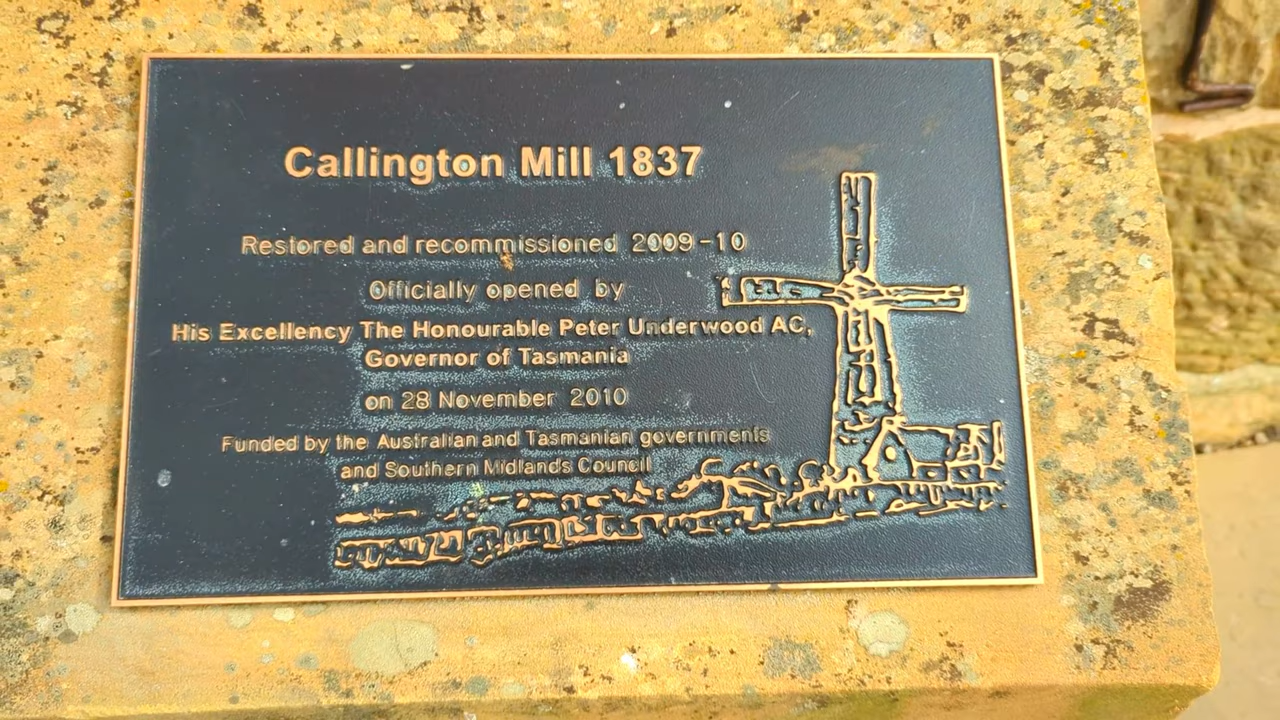 Callington Mill 1837
Restored and recommissioned 2009-10
Officially opened by
His Excellency The Honourable Peter Underwood AC,
Governor of Tasmania
on 28 November 2010
Funded by the Australian and Tasmanian governments
and Southern Midlands Council